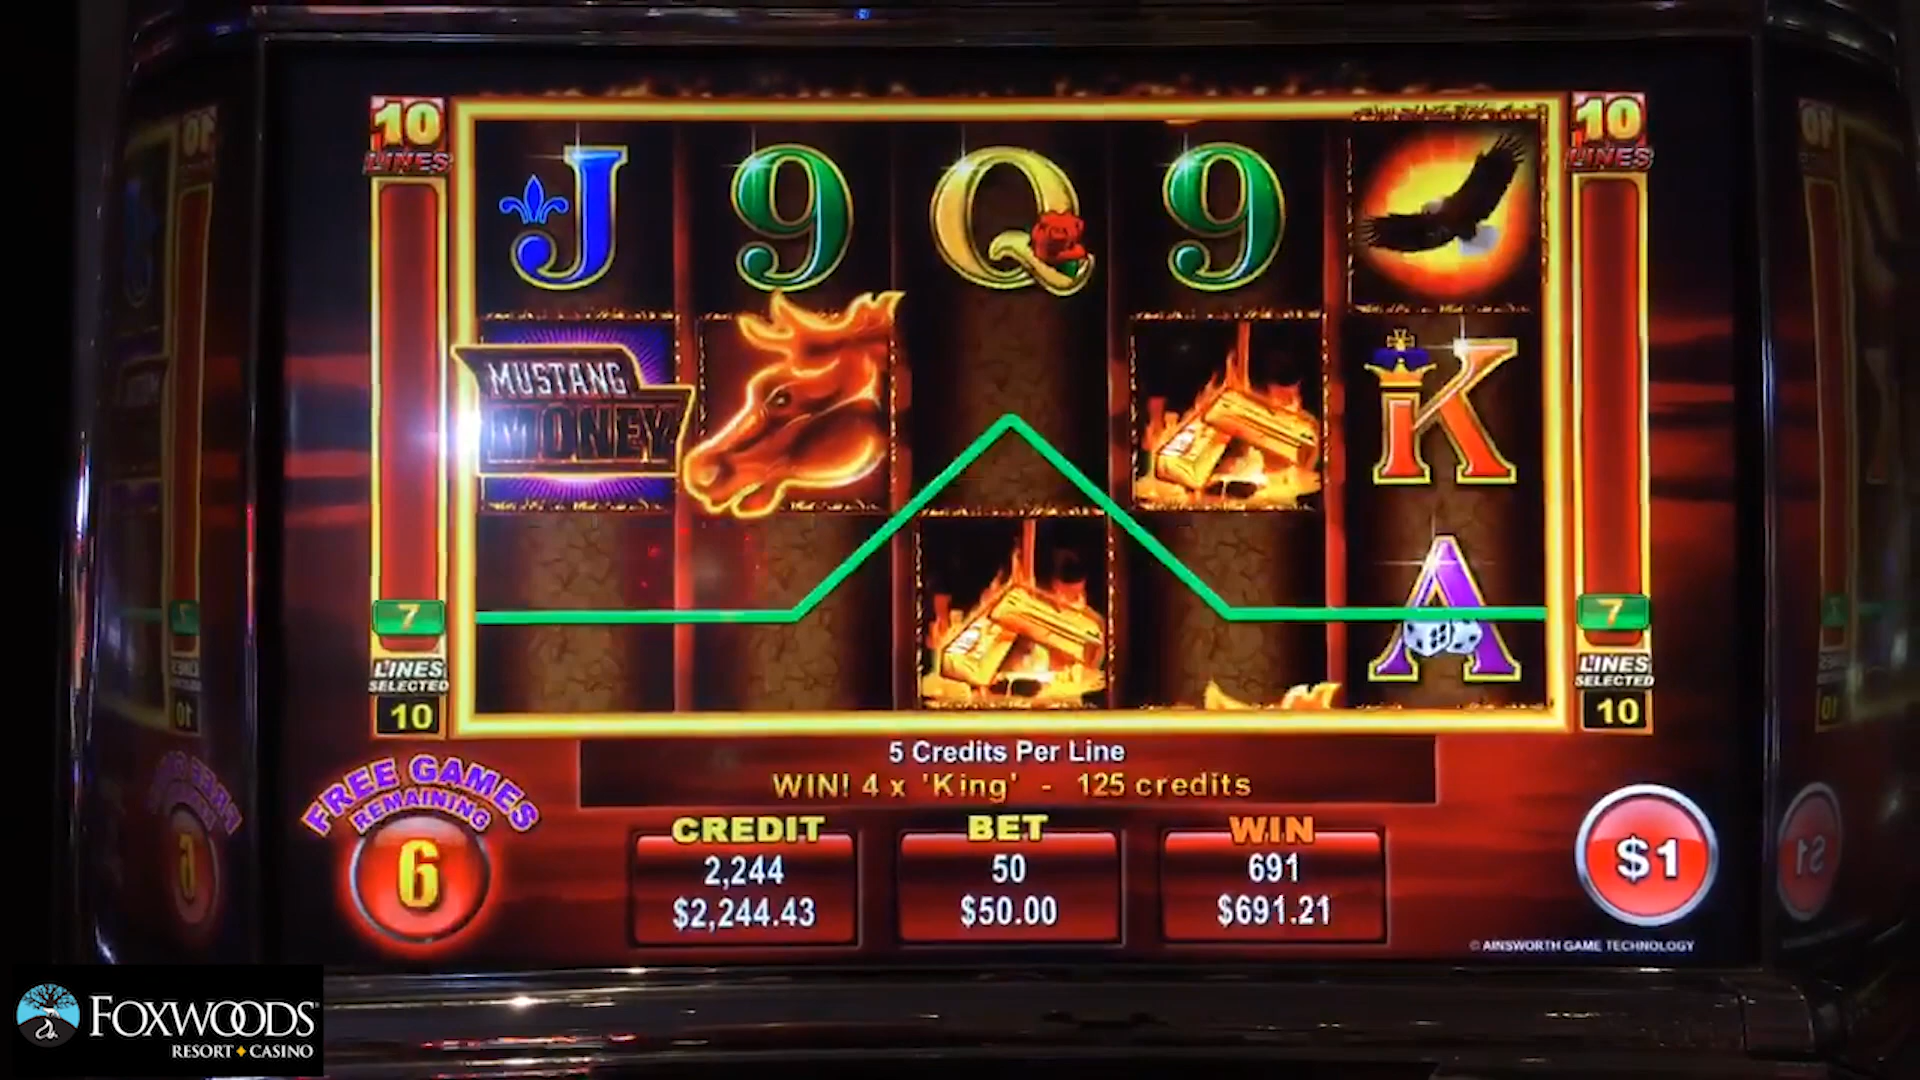 10 LINES
10 LINES
J 9 Q 9
MUSTANG MONEY
K
A
7
7
LINES SELECTED
10
LINES SELECTED
10
FREE GAMES REMAINING
6
5 Credits Per Line
WIN! 4 x 'King' - 125 credits
CREDIT
2,244
$2,244.43
BET
50
$50.00
WIN
691
$691.21
$1
© AINSWORTH GAME TECHNOLOGY
FOXWOODS
RESORT CASINO